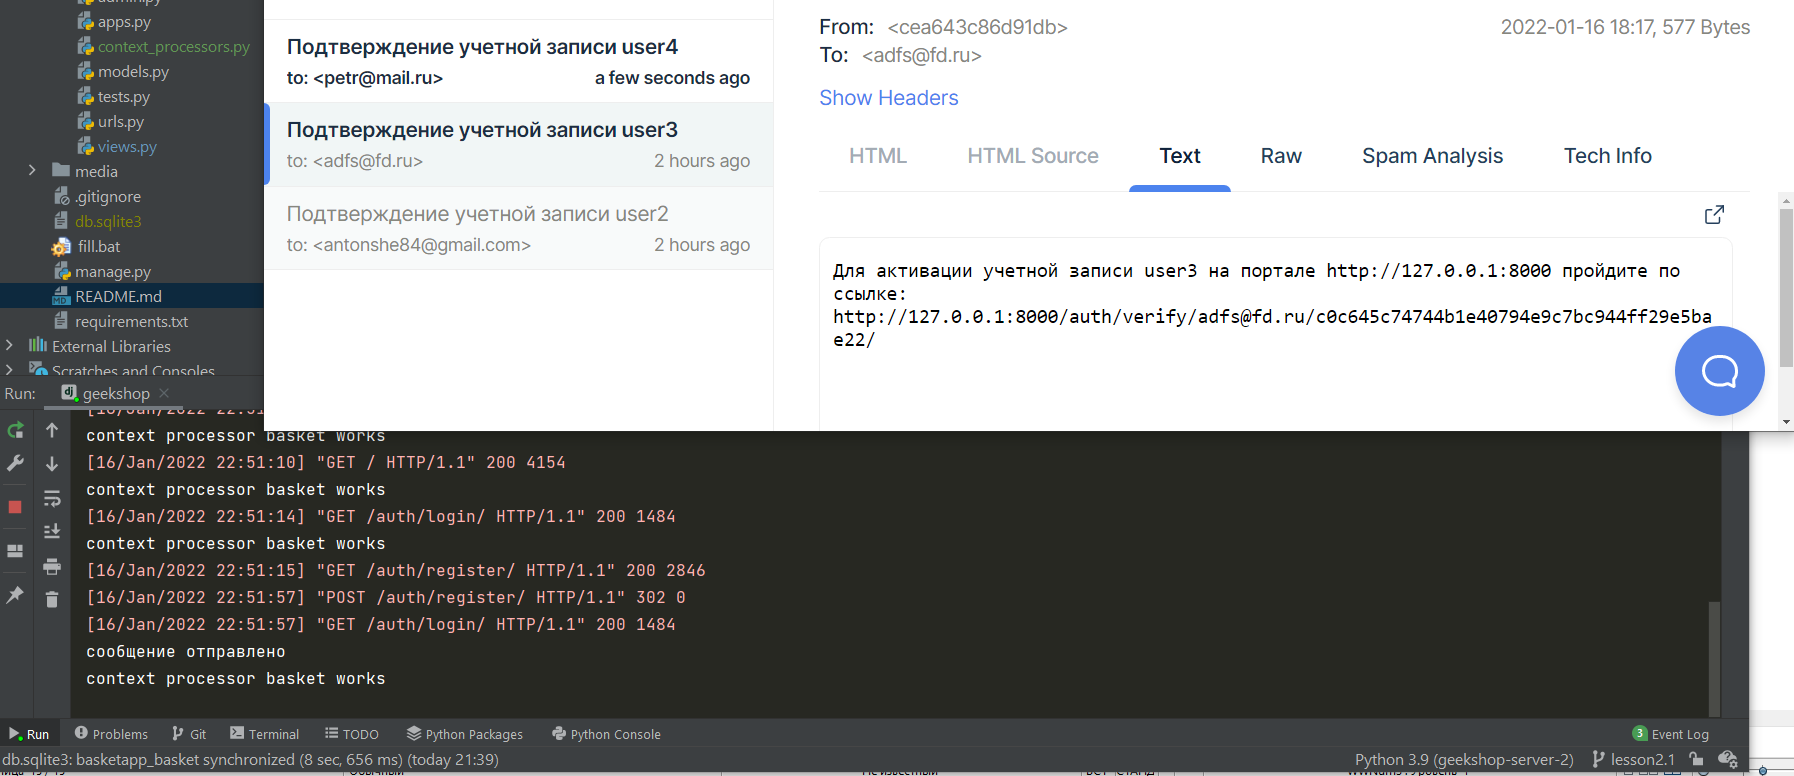 apps.py
context_processors.py
models.py
tests.py
urls.py
views.py
media
.gitignore
db.sqlite3
fill.bat
manage.py
README.md
requirements.txt
External Libraries
Scratches and Consoles
Подтверждение учетной записи user4
to: <petr@mail.ru> a few seconds ago
Подтверждение учетной записи user3
to: <adfs@fd.ru> 2 hours ago
Подтверждение учетной записи user2
to: <antonshe84@gmail.com> 2 hours ago
From: <cea643c86d91db> 2022-01-16 18:17, 577 Bytes
To: <adfs@fd.ru>
Show Headers
HTML HTML Source Text Raw Spam Analysis Tech Info
Для активации учетной записи user3 на портале http://127.0.0.1:8000 пройдите по
ссылке:
http://127.0.0.1:8000/auth/verify/adfs@fd.ru/c0c645c74744b1e40794e9c7bc944ff29e5ba
e22/
Run: geekshop
context processor basket works
[16/Jan/2022 22:51:10] "GET / HTTP/1.1" 200 4154
context processor basket works
[16/Jan/2022 22:51:14] "GET /auth/login/ HTTP/1.1" 200 1484
context processor basket works
[16/Jan/2022 22:51:15] "GET /auth/register/ HTTP/1.1" 200 2846
[16/Jan/2022 22:51:57] "POST /auth/register/ HTTP/1.1" 302 0
[16/Jan/2022 22:51:57] "GET /auth/login/ HTTP/1.1" 200 1484
сообщение отправлено
context processor basket works
Run Problems Git Terminal TODO Python Packages Python Console 3 Event Log
db.sqlite3: basketapp_basket synchronized (8 sec, 656 ms) (today 21:39) Python 3.9 (geekshop-server-2) lesson2.1